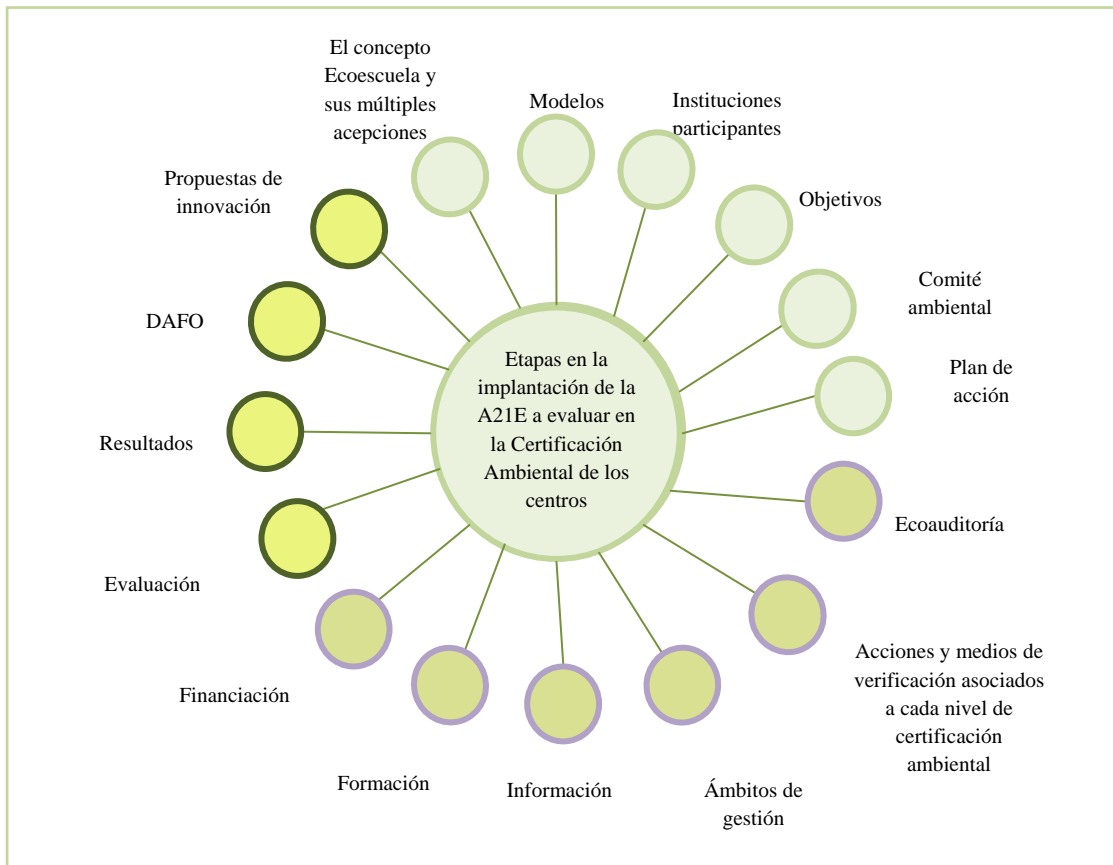 El concepto
Ecoescuela y
sus múltiples
acepciones
Modelos
Instituciones
participantes
Objetivos
Comité
ambiental
Plan de
acción
Ecoauditoría
Acciones y medios de
verificación asociados
a cada nivel de
certificación
ambiental
Ámbitos de
gestión
Información
Formación
Financiación
Evaluación
Resultados
DAFO
Propuestas de
innovación
Etapas en la
implantación de la
A21E a evaluar en
la Certificación
Ambiental de los
centros